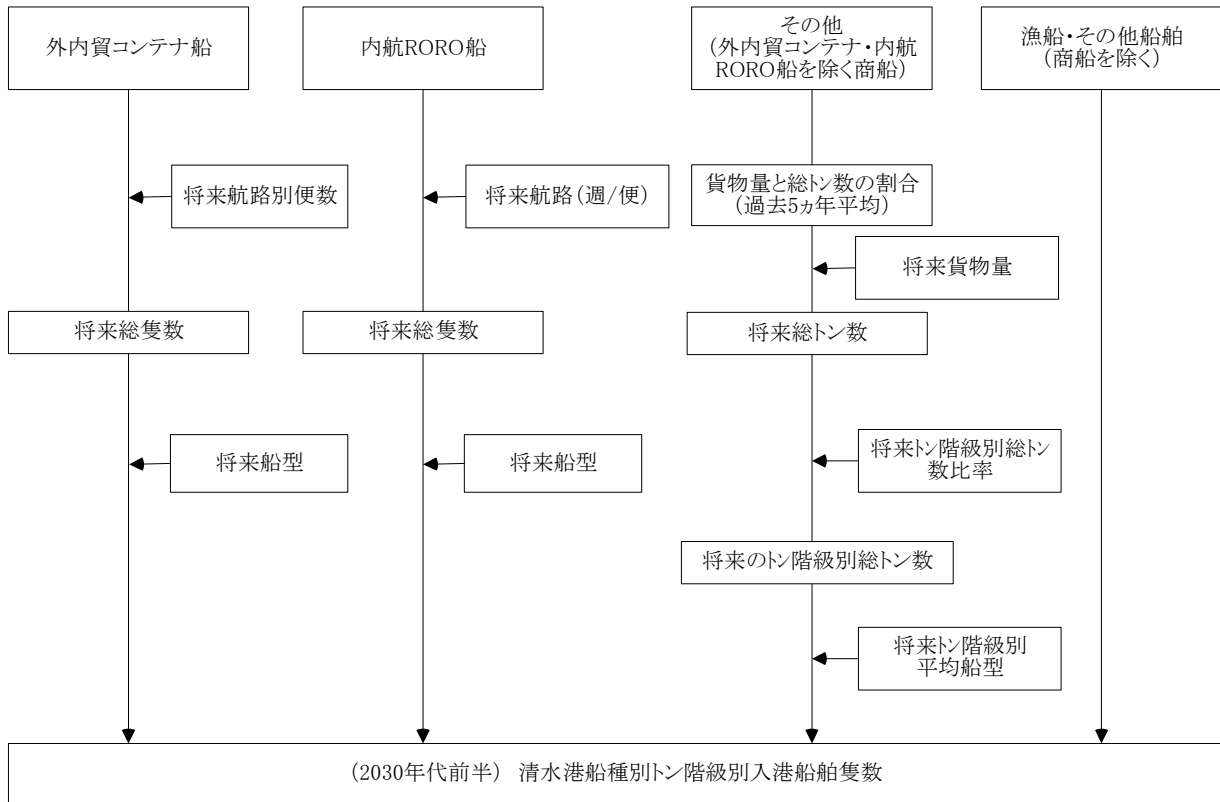 外内貿コンテナ船
内航RORO船
その他
（外内貿コンテナ・内航
RORO船を除く商船）
漁船・その他船舶
（商船を除く）
将来航路別便数
将来航路（週/便）
貨物量と総トン数の割合
（過去5ヵ年平均）
将来貨物量
将来総隻数
将来総隻数
将来総トン数
将来船型
将来船型
将来トン階級別総トン
数比率
将来のトン階級別総トン数
将来トン階級別
平均船型
（2030年代前半） 清水港船種別トン階級別入港船舶隻数